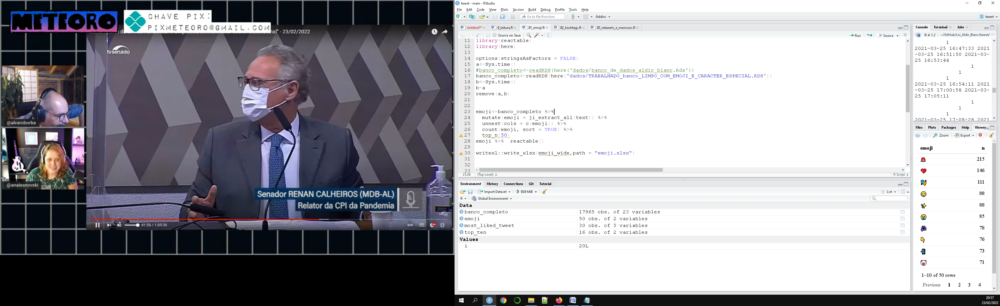 METEORO
CHAVE PIX:
PIXMETEORO@GMAIL.COM
nal" - 23/02/2022
tvsenado
@alvaroborba
@analesnovski
Senador RENAN CALHEIROS (MDB-AL)
Relator da CPI da Pandemia
41:56 / 1:05:36
tweet - main - RStudio
File Edit Code View Plots Session Build Debug Profile Tools Help
Go to file/function Addins
tweet
Untitled1* 0_leitura.R 01_emoji.R 02_hashtags.R 03_retweets_e_mencoes.R
Source on Save Run Source
11 library(reactable)
12 library(here)
13
14 options(stringsAsFactors = FALSE)
15 a<-Sys.time()
16 #banco_completo<-readRDS(here('dados/banco_de_dados_aldir_blanc.Rds'))
17 banco_completo<-readRDS(here('dados/TRABALHADO_banco_LIMPO_COM_EMOJI_E_CARACTER_ESPECIAL.RDS'))
18 b<-Sys.time()
19 b-a
20 remove(a,b)
21
22
23 emoji<-banco_completo %>%
24 mutate(emoji = ji_extract_all(text)) %>%
25 unnest(cols = c(emoji)) %>%
26 count(emoji, sort = TRUE) %>%
27 top_n(50)
28 emoji %>% reactable()
29
30 writexl::write_xlsx(emoji_wide,path = "emoji.xlsx")
31
32
33
23:26 (Top Level) R Script
Environment History Connections Git Tutorial
Import Dataset 924 MiB List
R Global Environment
Data
banco_completo 17965 obs. of 23 variables
emoji 50 obs. of 2 variables
most_liked_tweet 30 obs. of 5 variables
top_ten 16 obs. of 2 variables
Values
i 20L
Console Terminal Jobs
R 4.1.2 · ~/GitHub/Lei_Aldir_Blanc/tweet/
1
2021-03-25 16:47:33 2021
-03-25 16:51:50 2021-03-
25 16:53:44
1
1
1
2021-03-25 16:54:11 2021
-03-25 17:00:58 2021-03-
25 17:05:11
1
1
1
2021-03-25 17:09:28 2021
Files Plots Packages Help Viewer
Zoom Export
emoji n
215
146
111
88
88
85
78
76
73
71
1–10 of 50 rows
Previous 1 2 3 4
20:57
23/02/2022